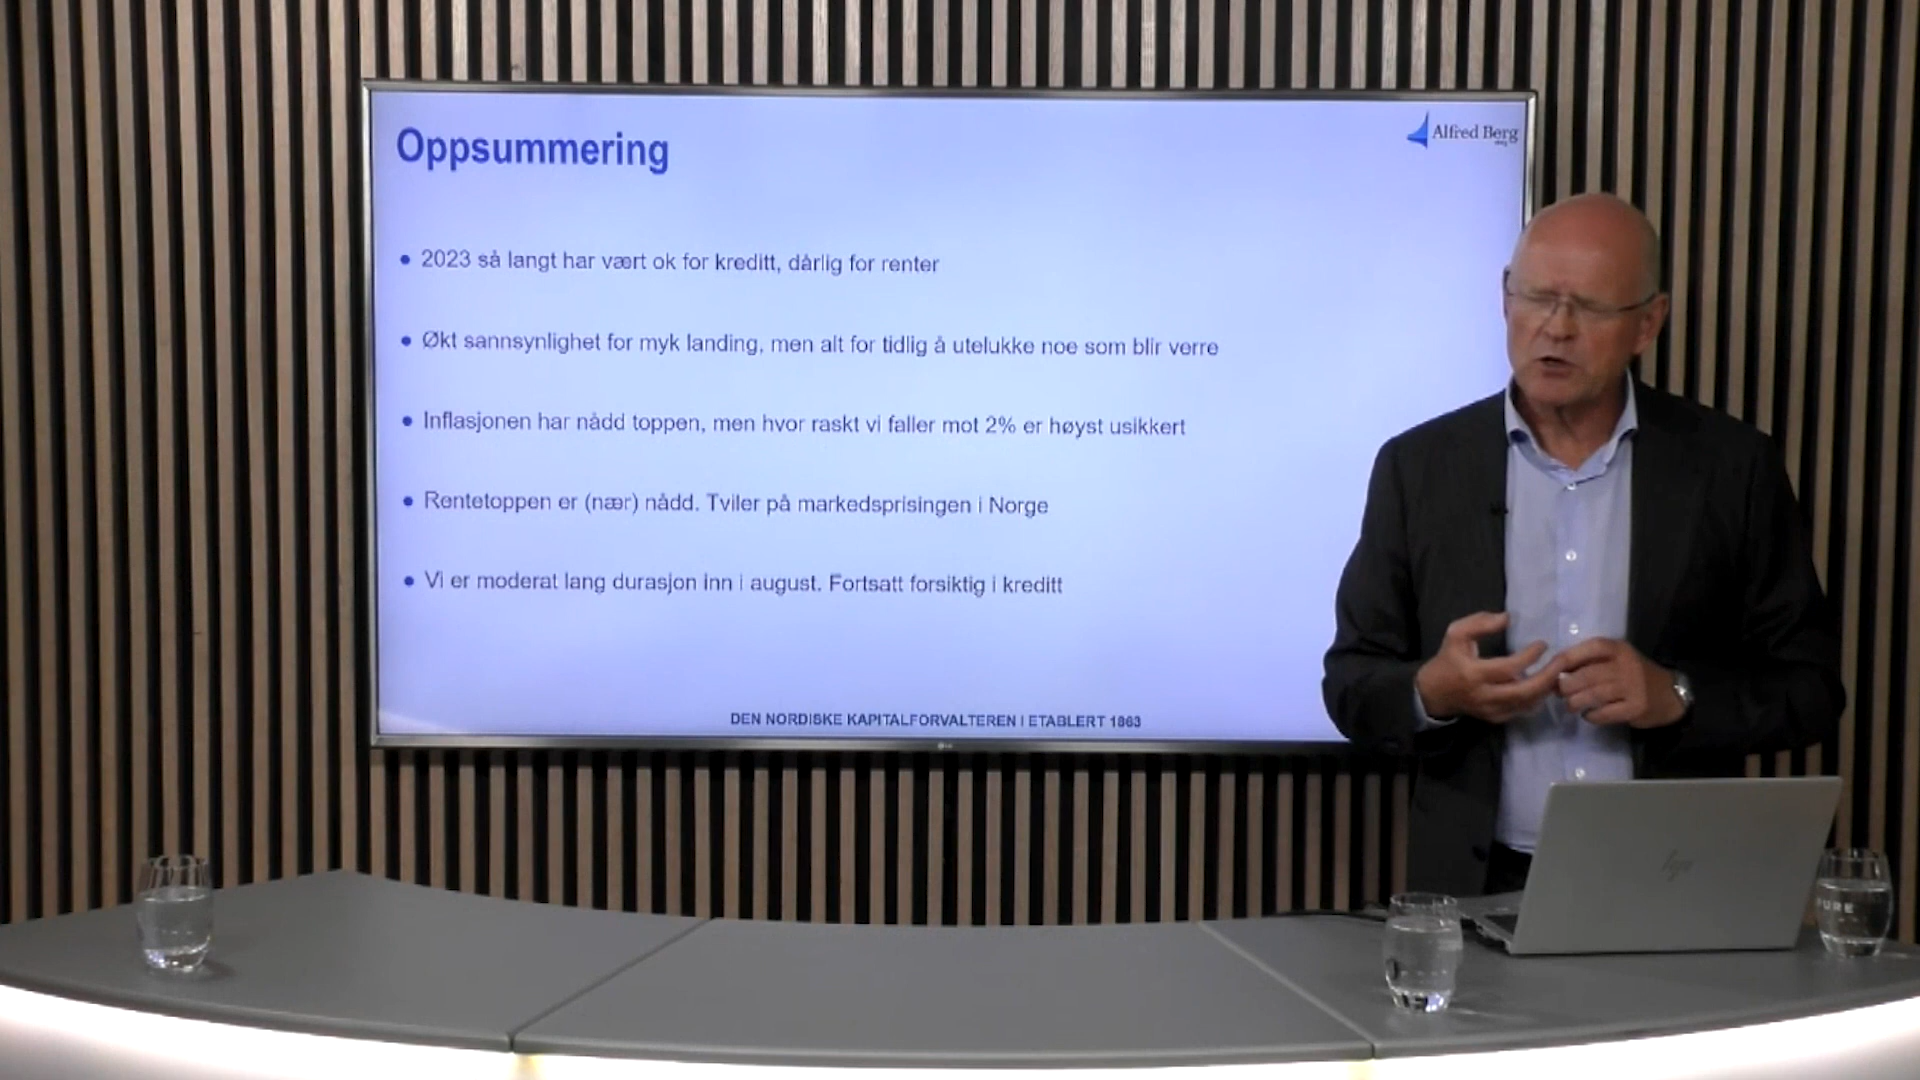 Oppsummering
Alfred Berg
• 2023 så langt har vært ok for kreditt, dårlig for renter
• Økt sannsynlighet for myk landing, men alt for tidlig å utelukke noe som blir verre
• Inflasjonen har nådd toppen, men hvor raskt vi faller mot 2% er høyst usikkert
• Rentetoppen er (nær) nådd. Tviler på markedsprisingen i Norge
• Vi er moderat lang durasjon inn i august. Fortsatt forsiktig i kreditt
DEN NORDISKE KAPITALFORVALTEREN I ETABLERT 1863
LG
hp
URE